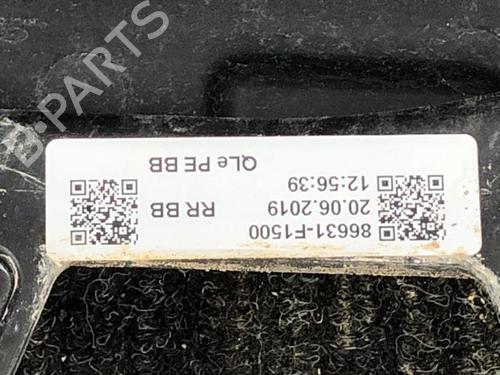 86631-F1500
20.06.2019
12:56:39
RR BB
QLe PE BB
B-PARTS